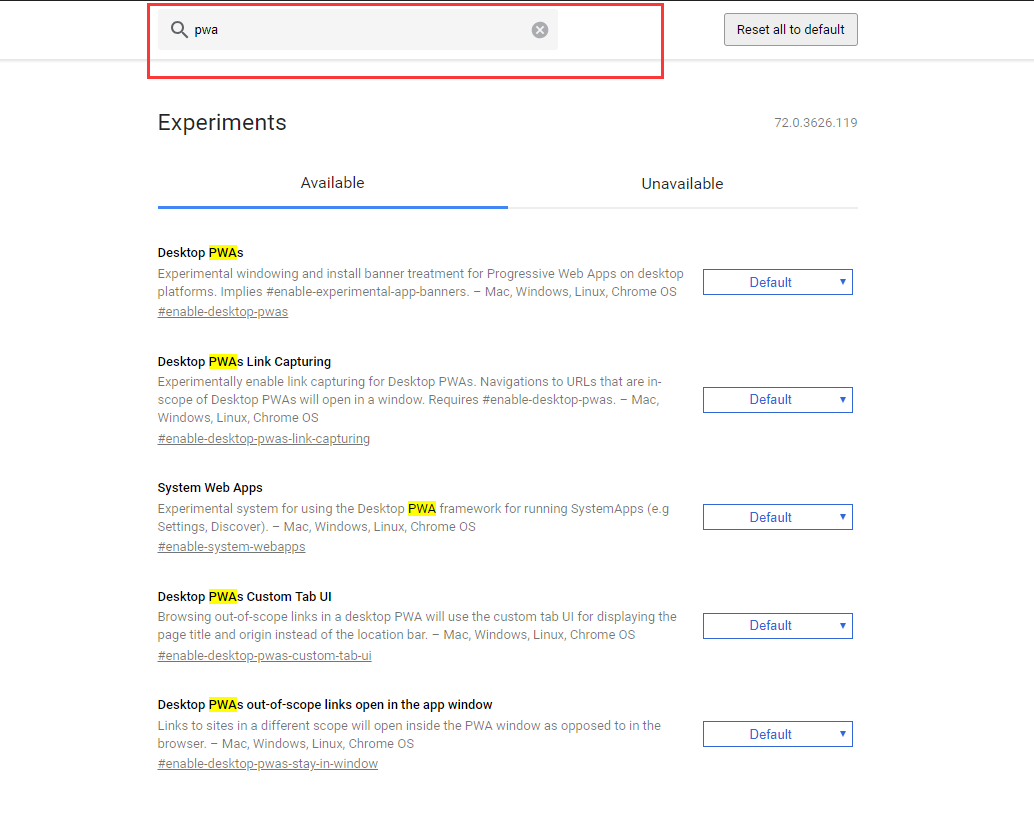 pwa
Reset all to default
Experiments
72.0.3626.119
Available
Unavailable
Desktop PWAs
Experimental windowing and install banner treatment for Progressive Web Apps on desktop
platforms. Implies #enable-experimental-app-banners. – Mac, Windows, Linux, Chrome OS
#enable-desktop-pwas
Default
Desktop PWAs Link Capturing
Experimentally enable link capturing for Desktop PWAs. Navigations to URLs that are in-
scope of Desktop PWAs will open in a window. Requires #enable-desktop-pwas. – Mac,
Windows, Linux, Chrome OS
#enable-desktop-pwas-link-capturing
Default
System Web Apps
Experimental system for using the Desktop PWA framework for running SystemApps (e.g
Settings, Discover). – Mac, Windows, Linux, Chrome OS
#enable-system-webapps
Default
Desktop PWAs Custom Tab UI
Browsing out-of-scope links in a desktop PWA will use the custom tab UI for displaying the
page title and origin instead of the location bar. – Mac, Windows, Linux, Chrome OS
#enable-desktop-pwas-custom-tab-ui
Default
Desktop PWAs out-of-scope links open in the app window
Links to sites in a different scope will open inside the PWA window as opposed to in the
browser. – Mac, Windows, Linux, Chrome OS
#enable-desktop-pwas-stay-in-window
Default